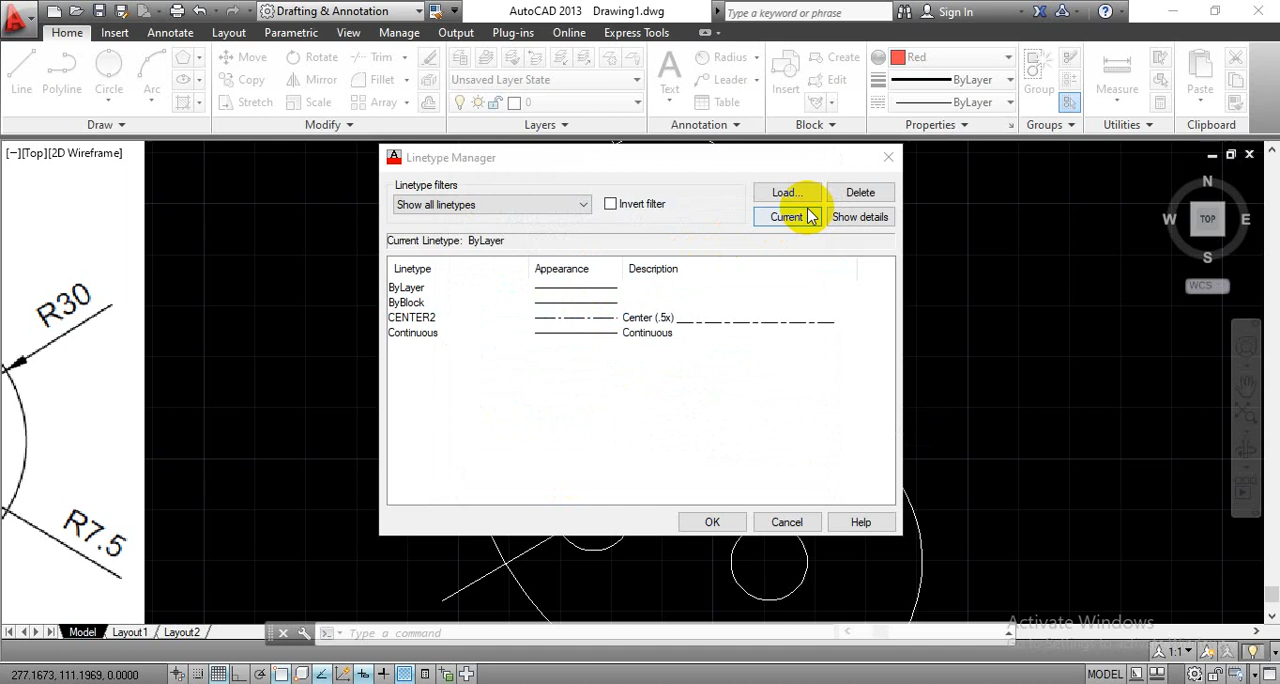 Drafting & Annotation
AutoCAD 2013 Drawing1.dwg
Type a keyword or phrase
Sign In
Home Insert Annotate Layout Parametric View Manage Output Plug-ins Online Express Tools
Line
Polyline
Circle
Arc
Draw
Move
Rotate
Trim
Copy
Mirror
Fillet
Stretch
Scale
Array
Modify
Unsaved Layer State
0
Layers
Text
Radius
Leader
Table
Annotation
Insert
Create
Edit
Block
Red
ByLayer
ByLayer
Properties
Group
Groups
Measure
Utilities
Paste
Clipboard
[−][Top][2D Wireframe]
Linetype Manager
Linetype filters
Show all linetypes
Invert filter
Load...
Delete
Current
Show details
Current Linetype: ByLayer
Linetype Appearance Description
ByLayer
ByBlock
CENTER2 Center (.5x)
Continuous Continuous
OK
Cancel
Help
N
W
TOP
E
S
WCS
R30
R7.5
Model Layout1 Layout2
Type a command
Activate Windows
1:1
277.1673, 111.1969, 0.0000
MODEL